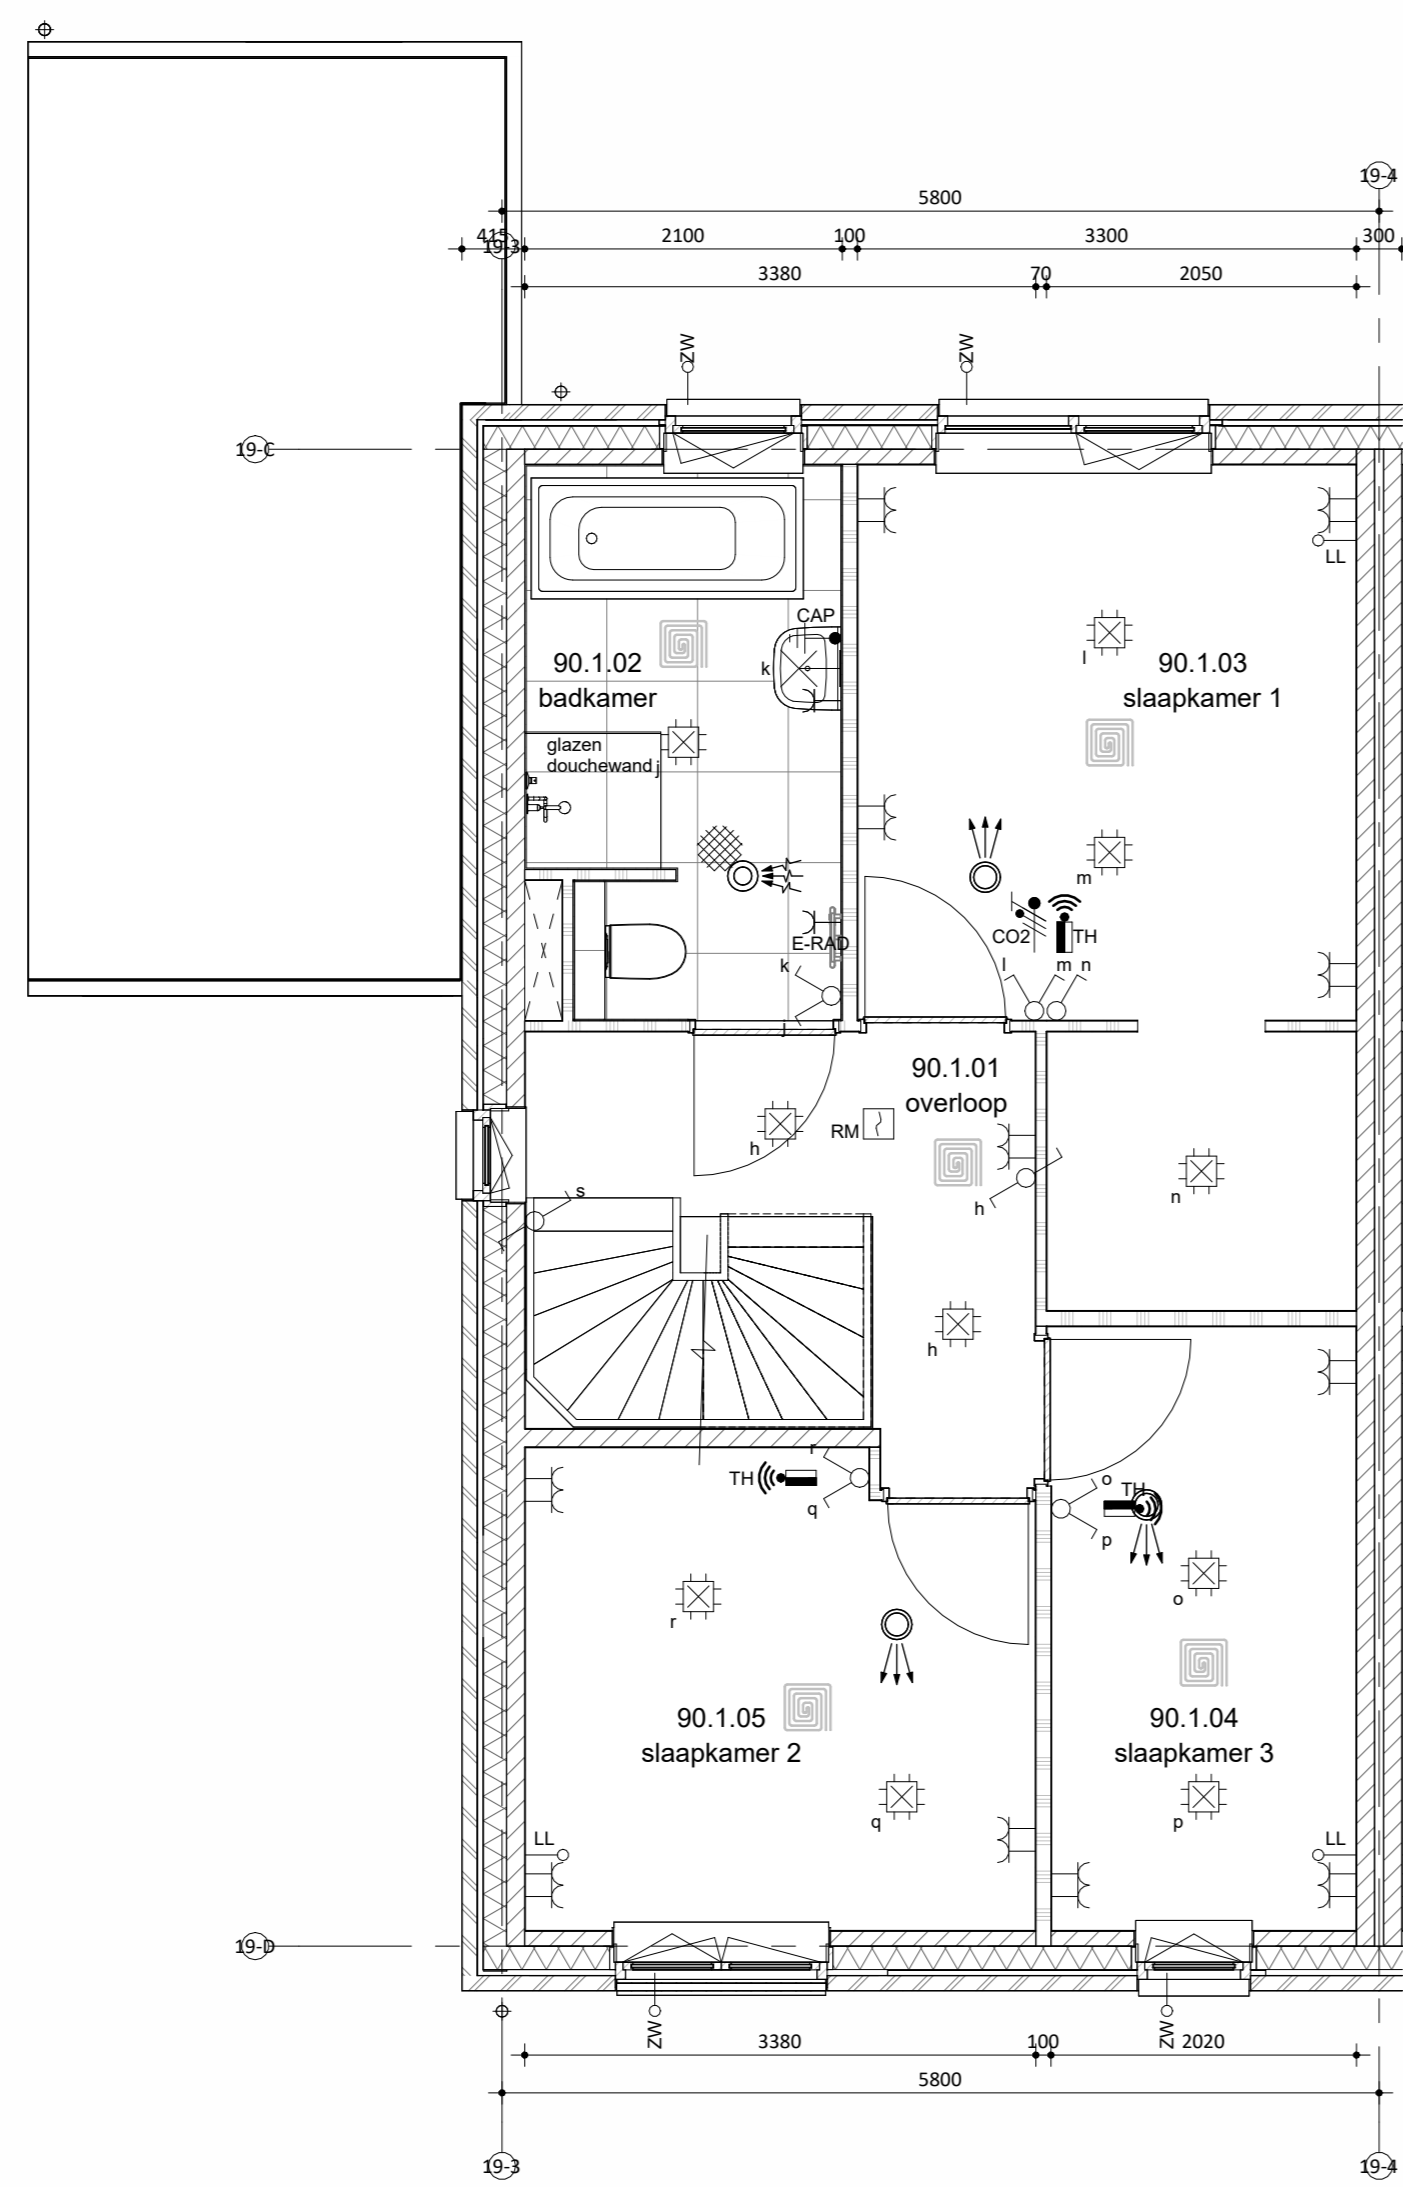 19-4
5800
415
19-3
2100
100
3300
300
3380
70
2050
ZW
ZW
19-C
LL
CAP
k
90.1.02
badkamer
l
90.1.03
slaapkamer 1
glazen
douchewand
j
m
E-RAD
CO2
TH
k
l
m
n
j
90.1.01
overloop
h
RM
h
s
n
h
r
TH
q
o
TH
p
r
o
90.1.05
slaapkamer 2
90.1.04
slaapkamer 3
q
p
LL
LL
19-D
ZW
ZW
3380
100
2020
5800
19-3
19-4